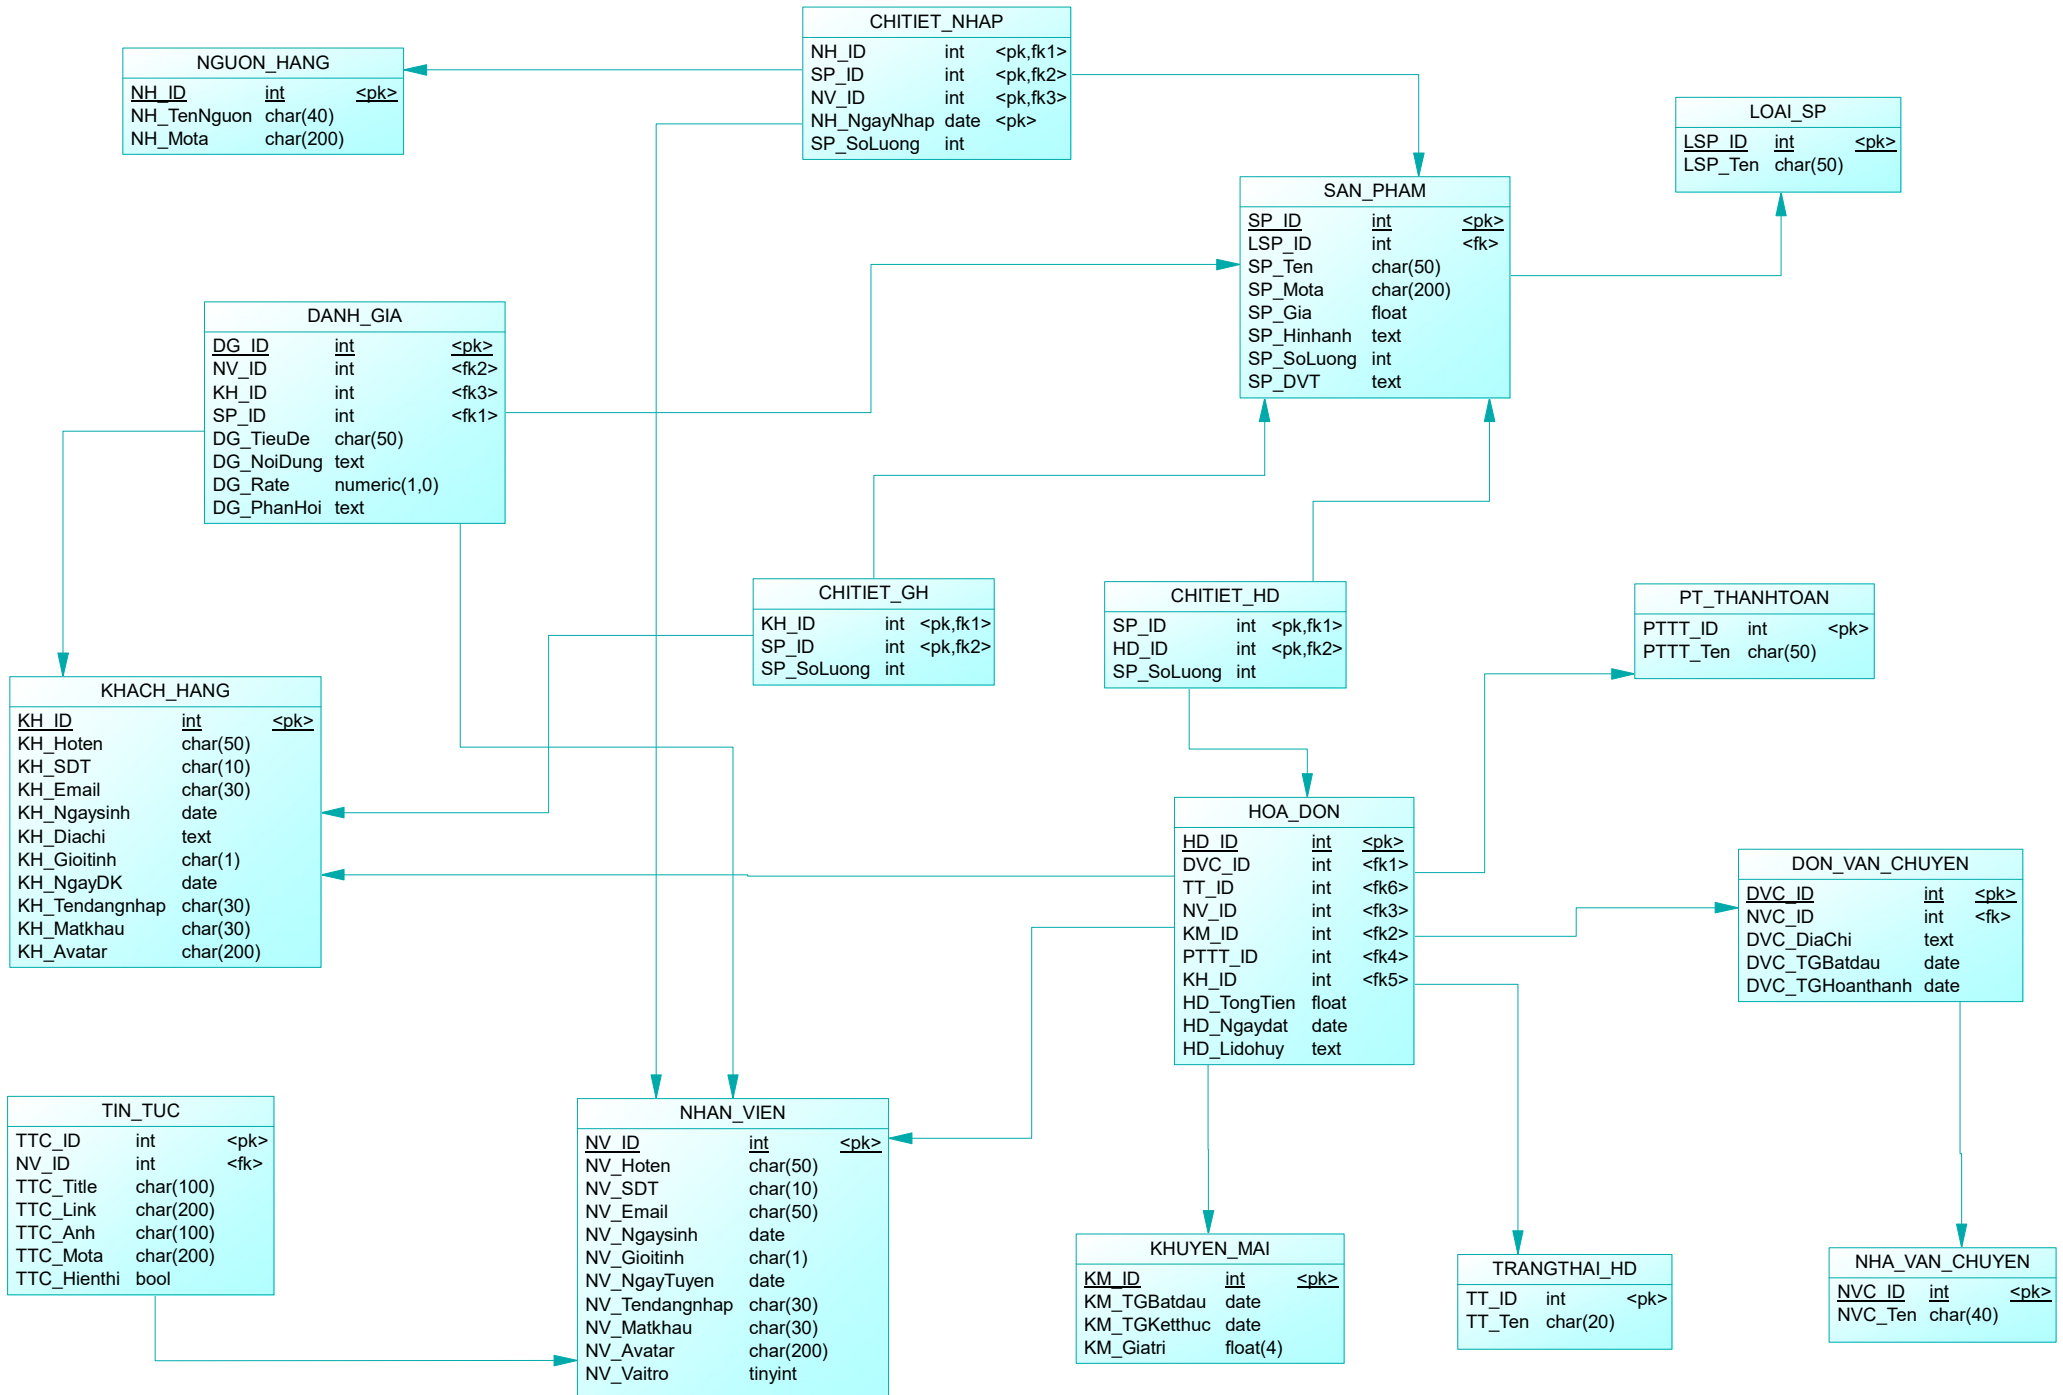 CHITIET_NHAP
NH_ID int <pk,fk1>
SP_ID int <pk,fk2>
NV_ID int <pk,fk3>
NH_NgayNhap date <pk>
SP_SoLuong int
NGUON_HANG
NH_ID int <pk>
NH_TenNguon char(40)
NH_Mota char(200)
LOAI_SP
LSP_ID int <pk>
LSP_Ten char(50)
SAN_PHAM
SP_ID int <pk>
LSP_ID int <fk>
SP_Ten char(50)
SP_Mota char(200)
SP_Gia float
SP_Hinhanh text
SP_SoLuong int
SP_DVT text
DANH_GIA
DG_ID int <pk>
NV_ID int <fk2>
KH_ID int <fk3>
SP_ID int <fk1>
DG_TieuDe char(50)
DG_NoiDung text
DG_Rate numeric(1,0)
DG_PhanHoi text
CHITIET_GH
KH_ID int <pk,fk1>
SP_ID int <pk,fk2>
SP_SoLuong int
CHITIET_HD
SP_ID int <pk,fk1>
HD_ID int <pk,fk2>
SP_SoLuong int
PT_THANHTOAN
PTTT_ID int <pk>
PTTT_Ten char(50)
KHACH_HANG
KH_ID int <pk>
KH_Hoten char(50)
KH_SDT char(10)
KH_Email char(30)
KH_Ngaysinh date
KH_Diachi text
KH_Gioitinh char(1)
KH_NgayDK date
KH_Tendangnhap char(30)
KH_Matkhau char(30)
KH_Avatar char(200)
HOA_DON
HD_ID int <pk>
DVC_ID int <fk1>
TT_ID int <fk6>
NV_ID int <fk3>
KM_ID int <fk2>
PTTT_ID int <fk4>
KH_ID int <fk5>
HD_TongTien float
HD_Ngaydat date
HD_Lidohuy text
DON_VAN_CHUYEN
DVC_ID int <pk>
NVC_ID int <fk>
DVC_DiaChi text
DVC_TGBatdau date
DVC_TGHoanthanh date
TIN_TUC
TTC_ID int <pk>
NV_ID int <fk>
TTC_Title char(100)
TTC_Link char(200)
TTC_Anh char(100)
TTC_Mota char(200)
TTC_Hienthi bool
NHAN_VIEN
NV_ID int <pk>
NV_Hoten char(50)
NV_SDT char(10)
NV_Email char(50)
NV_Ngaysinh date
NV_Gioitinh char(1)
NV_NgayTuyen date
NV_Tendangnhap char(30)
NV_Matkhau char(30)
NV_Avatar char(200)
NV_Vaitro tinyint
KHUYEN_MAI
KM_ID int <pk>
KM_TGBatdau date
KM_TGKetthuc date
KM_Giatri float(4)
TRANGTHAI_HD
TT_ID int <pk>
TT_Ten char(20)
NHA_VAN_CHUYEN
NVC_ID int <pk>
NVC_Ten char(40)